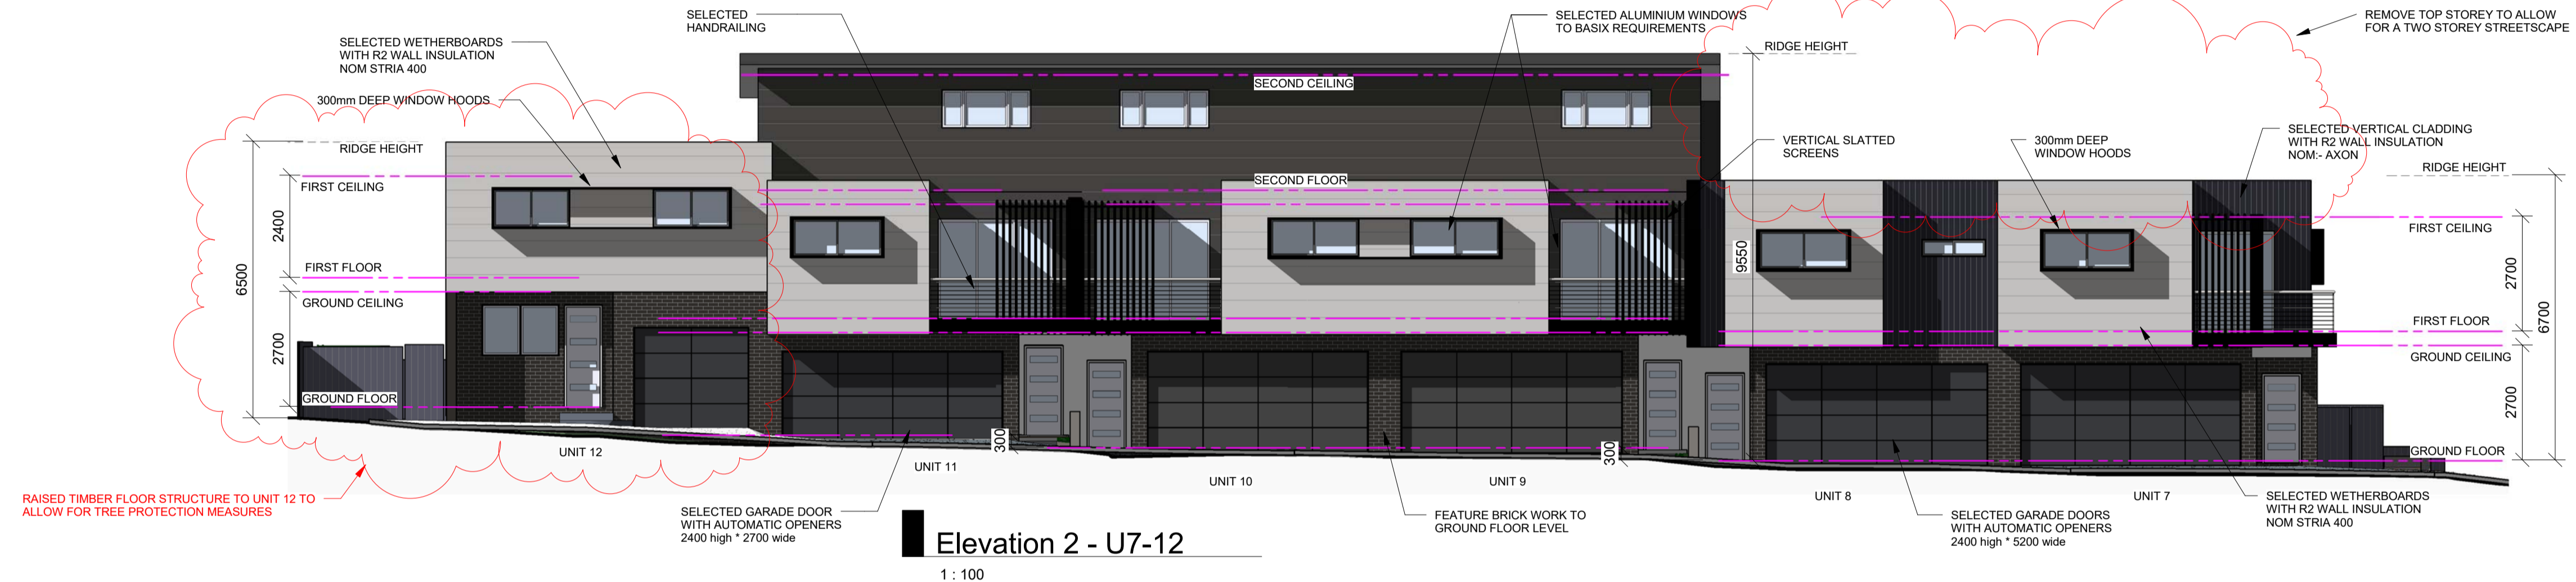 SELECTED
HANDRAILING
SELECTED ALUMINIUM WINDOWS
TO BASIX REQUIREMENTS
REMOVE TOP STOREY TO ALLOW
FOR A TWO STOREY STREETSCAPE
SELECTED WETHERBOARDS
WITH R2 WALL INSULATION
NOM STRIA 400
RIDGE HEIGHT
SECOND CEILING
300mm DEEP WINDOW HOODS
SELECTED VERTICAL CLADDING
WITH R2 WALL INSULATION
NOM:- AXON
VERTICAL SLATTED
SCREENS
300mm DEEP
WINDOW HOODS
RIDGE HEIGHT
RIDGE HEIGHT
FIRST CEILING
SECOND FLOOR
2400
FIRST CEILING
6500
9550
2700
FIRST FLOOR
GROUND CEILING
6700
FIRST FLOOR
2700
GROUND CEILING
2700
GROUND FLOOR
300
300
GROUND FLOOR
UNIT 12
UNIT 11
UNIT 10
UNIT 9
UNIT 8
UNIT 7
RAISED TIMBER FLOOR STRUCTURE TO UNIT 12 TO
ALLOW FOR TREE PROTECTION MEASURES
SELECTED GARADE DOOR
WITH AUTOMATIC OPENERS
2400 high * 2700 wide
FEATURE BRICK WORK TO
GROUND FLOOR LEVEL
SELECTED GARADE DOORS
WITH AUTOMATIC OPENERS
2400 high * 5200 wide
SELECTED WETHERBOARDS
WITH R2 WALL INSULATION
NOM STRIA 400
Elevation 2 - U7-12
1 : 100